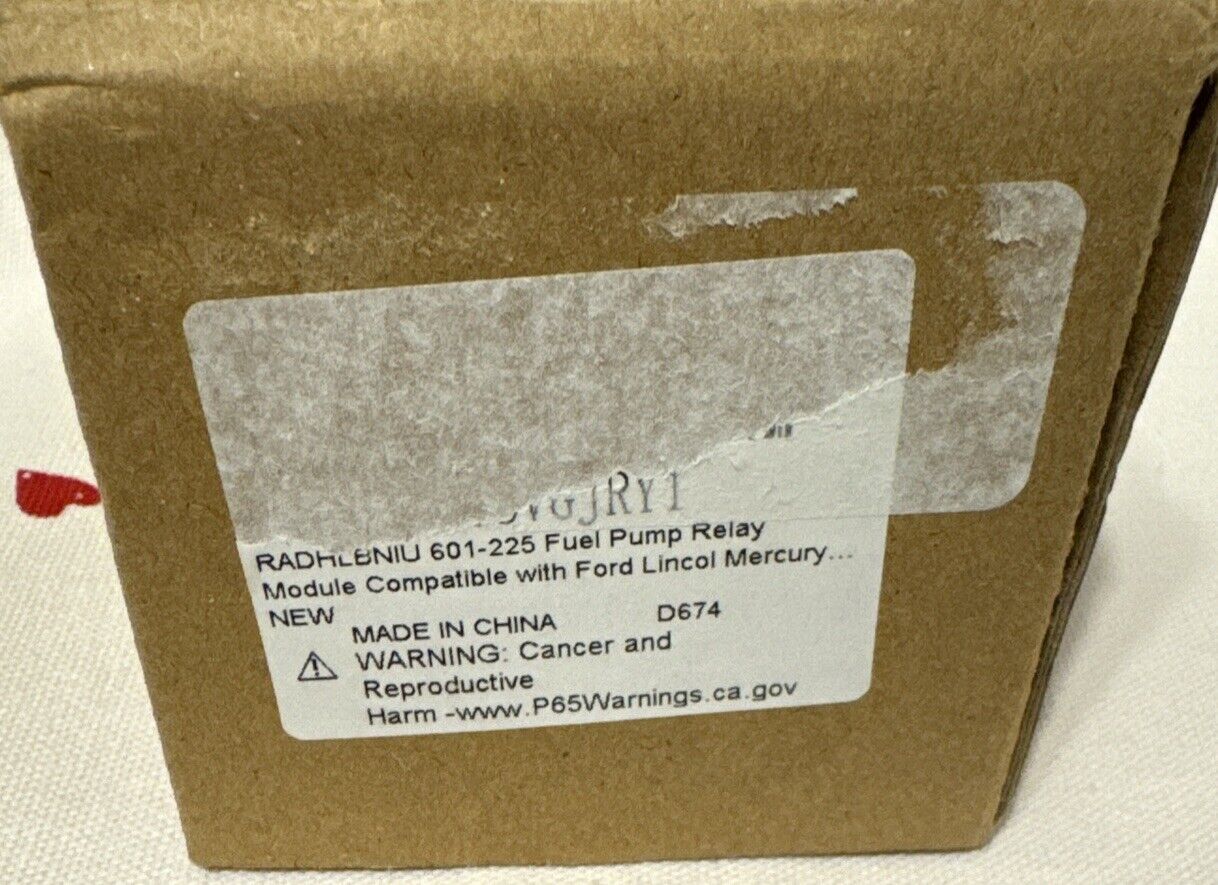 RADHLBNIU 601-225 Fuel Pump Relay
Module Compatible with Ford Lincol Mercury...
NEW
MADE IN CHINA D674
WARNING: Cancer and
Reproductive
Harm -www.P65Warnings.ca.gov